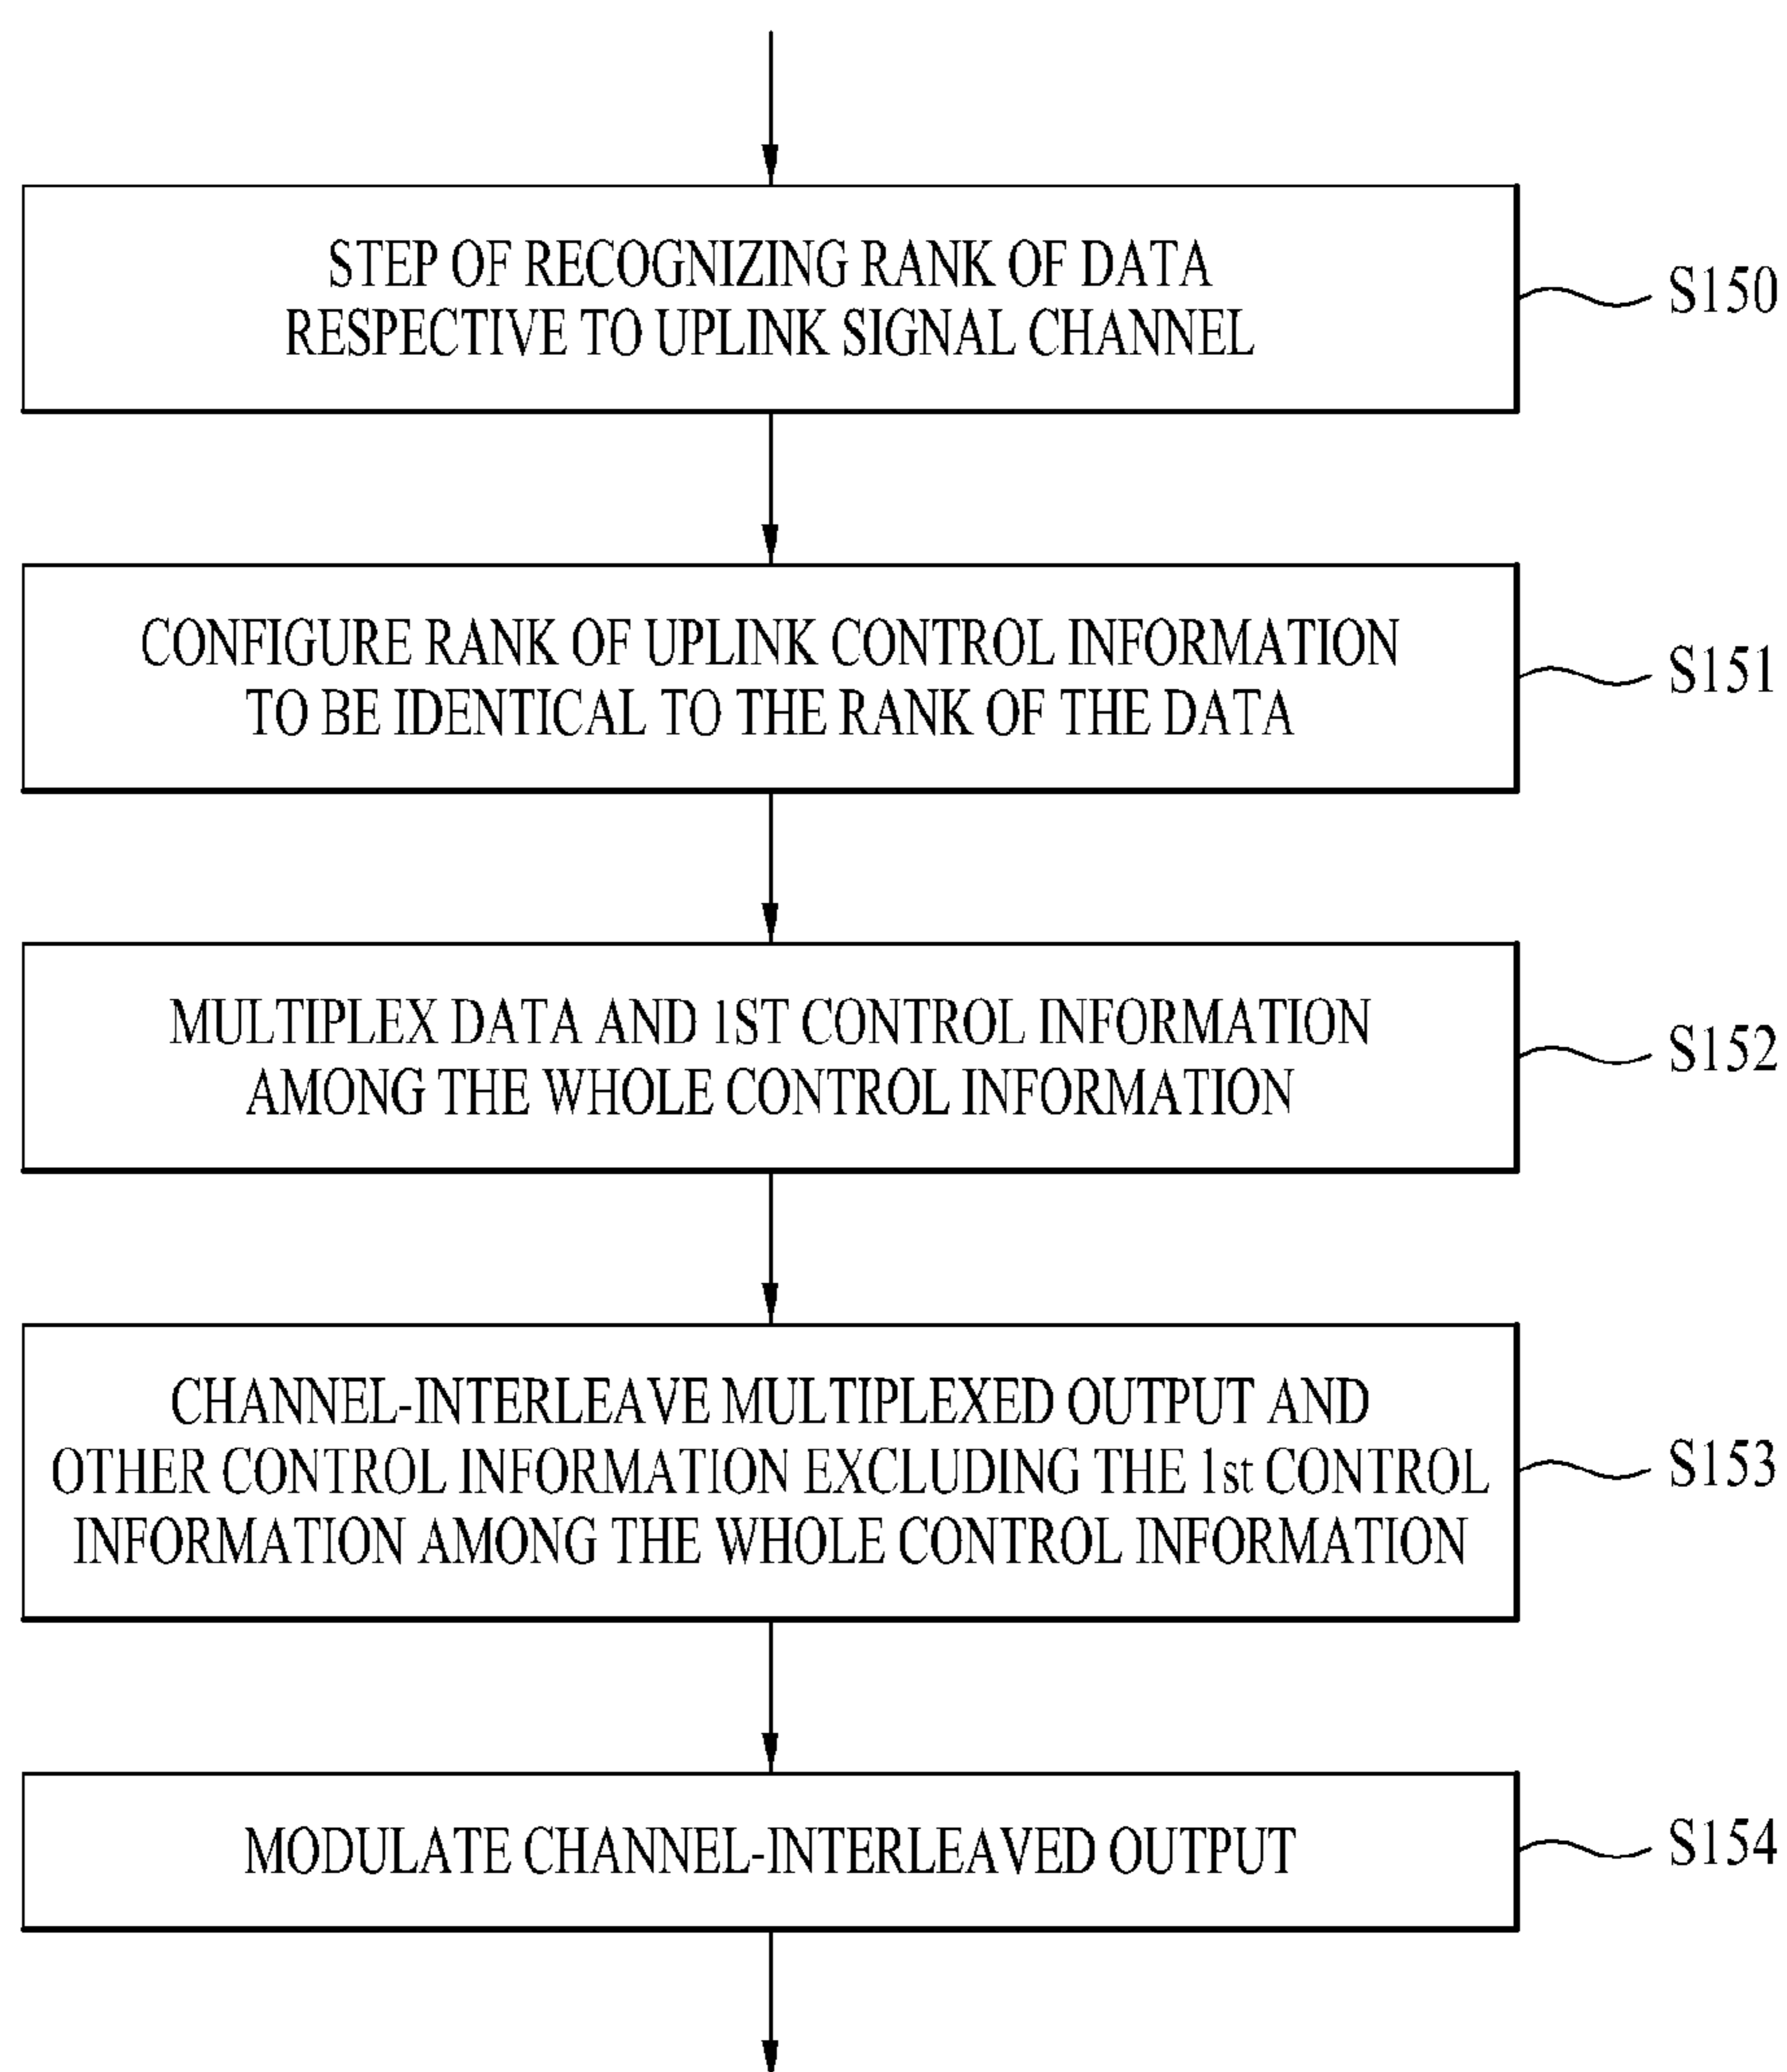 STEP OF RECOGNIZING RANK OF DATA
RESPECTIVE TO UPLINK SIGNAL CHANNEL
S150
CONFIGURE RANK OF UPLINK CONTROL INFORMATION
TO BE IDENTICAL TO THE RANK OF THE DATA
S151
MULTIPLEX DATA AND 1ST CONTROL INFORMATION
AMONG THE WHOLE CONTROL INFORMATION
S152
CHANNEL-INTERLEAVE MULTIPLEXED OUTPUT AND
OTHER CONTROL INFORMATION EXCLUDING THE 1st CONTROL
INFORMATION AMONG THE WHOLE CONTROL INFORMATION
S153
MODULATE CHANNEL-INTERLEAVED OUTPUT
S154